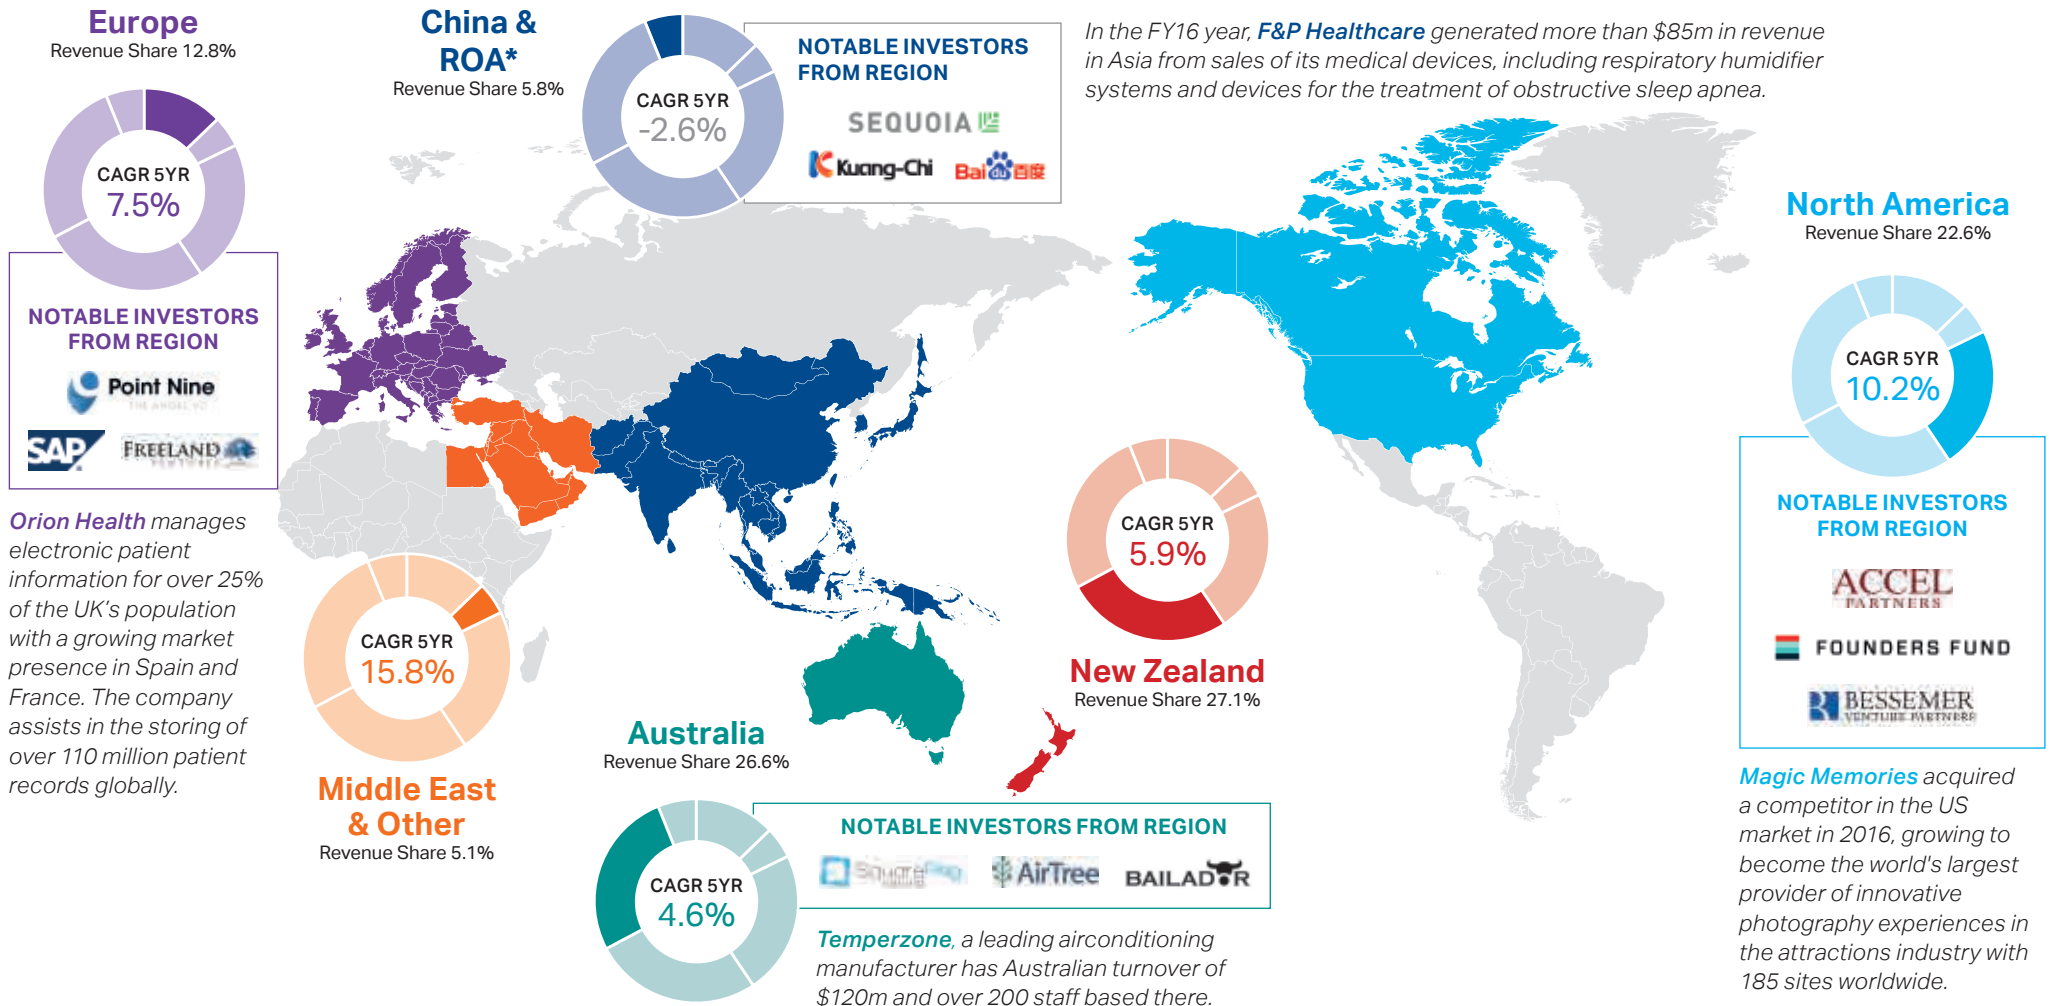 Europe
Revenue Share 12.8%
CAGR 5YR
7.5%
NOTABLE INVESTORS
FROM REGION
Point Nine
SAP
FREELAND
Orion Health manages
electronic patient
information for over 25%
of the UK's population
with a growing market
presence in Spain and
France. The company
assists in the storing of
over 110 million patient
records globally.
China &
ROA*
Revenue Share 5.8%
CAGR 5YR
-2.6%
NOTABLE INVESTORS
FROM REGION
SEQUOIA
Kuang-Chi
Baidu百度
In the FY16 year, F&P Healthcare generated more than $85m in revenue
in Asia from sales of its medical devices, including respiratory humidifier
systems and devices for the treatment of obstructive sleep apnea.
North America
Revenue Share 22.6%
CAGR 5YR
10.2%
NOTABLE INVESTORS
FROM REGION
ACCEL
PARTNERS
FOUNDERS FUND
BESSEMER
VENTURE PARTNERS
Magic Memories acquired
a competitor in the US
market in 2016, growing to
become the world's largest
provider of innovative
photography experiences in
the attractions industry with
185 sites worldwide.
CAGR 5YR
15.8%
Middle East
& Other
Revenue Share 5.1%
CAGR 5YR
5.9%
New Zealand
Revenue Share 27.1%
Australia
Revenue Share 26.6%
CAGR 5YR
4.6%
NOTABLE INVESTORS FROM REGION
SquarePeg
AirTree
BAILADOR
Temperzone, a leading airconditioning
manufacturer has Australian turnover of
$120m and over 200 staff based there.